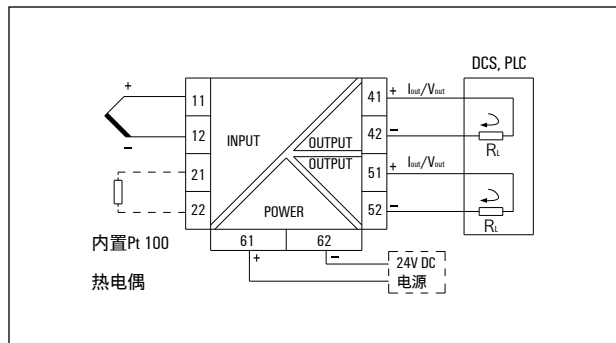 DCS, PLC
+ 11
12 −
21
22
INPUT
OUTPUT
OUTPUT
POWER
41 + Iout/Vout
42 −
RL
51 + Iout/Vout
52 −
RL
61 62
+ −
内置Pt 100
热电偶
24V DC
电源